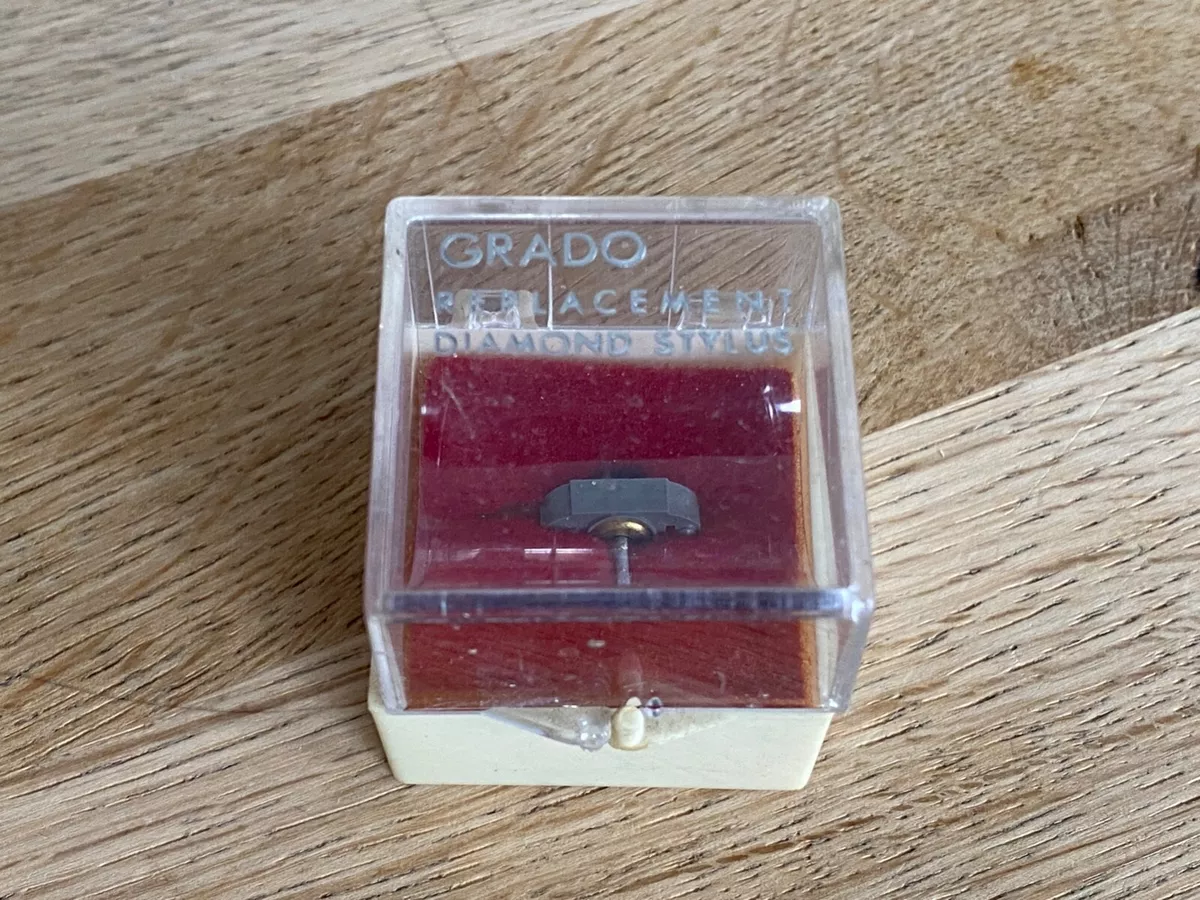 GRADO
REPLACEMENT
DIAMOND STYLUS